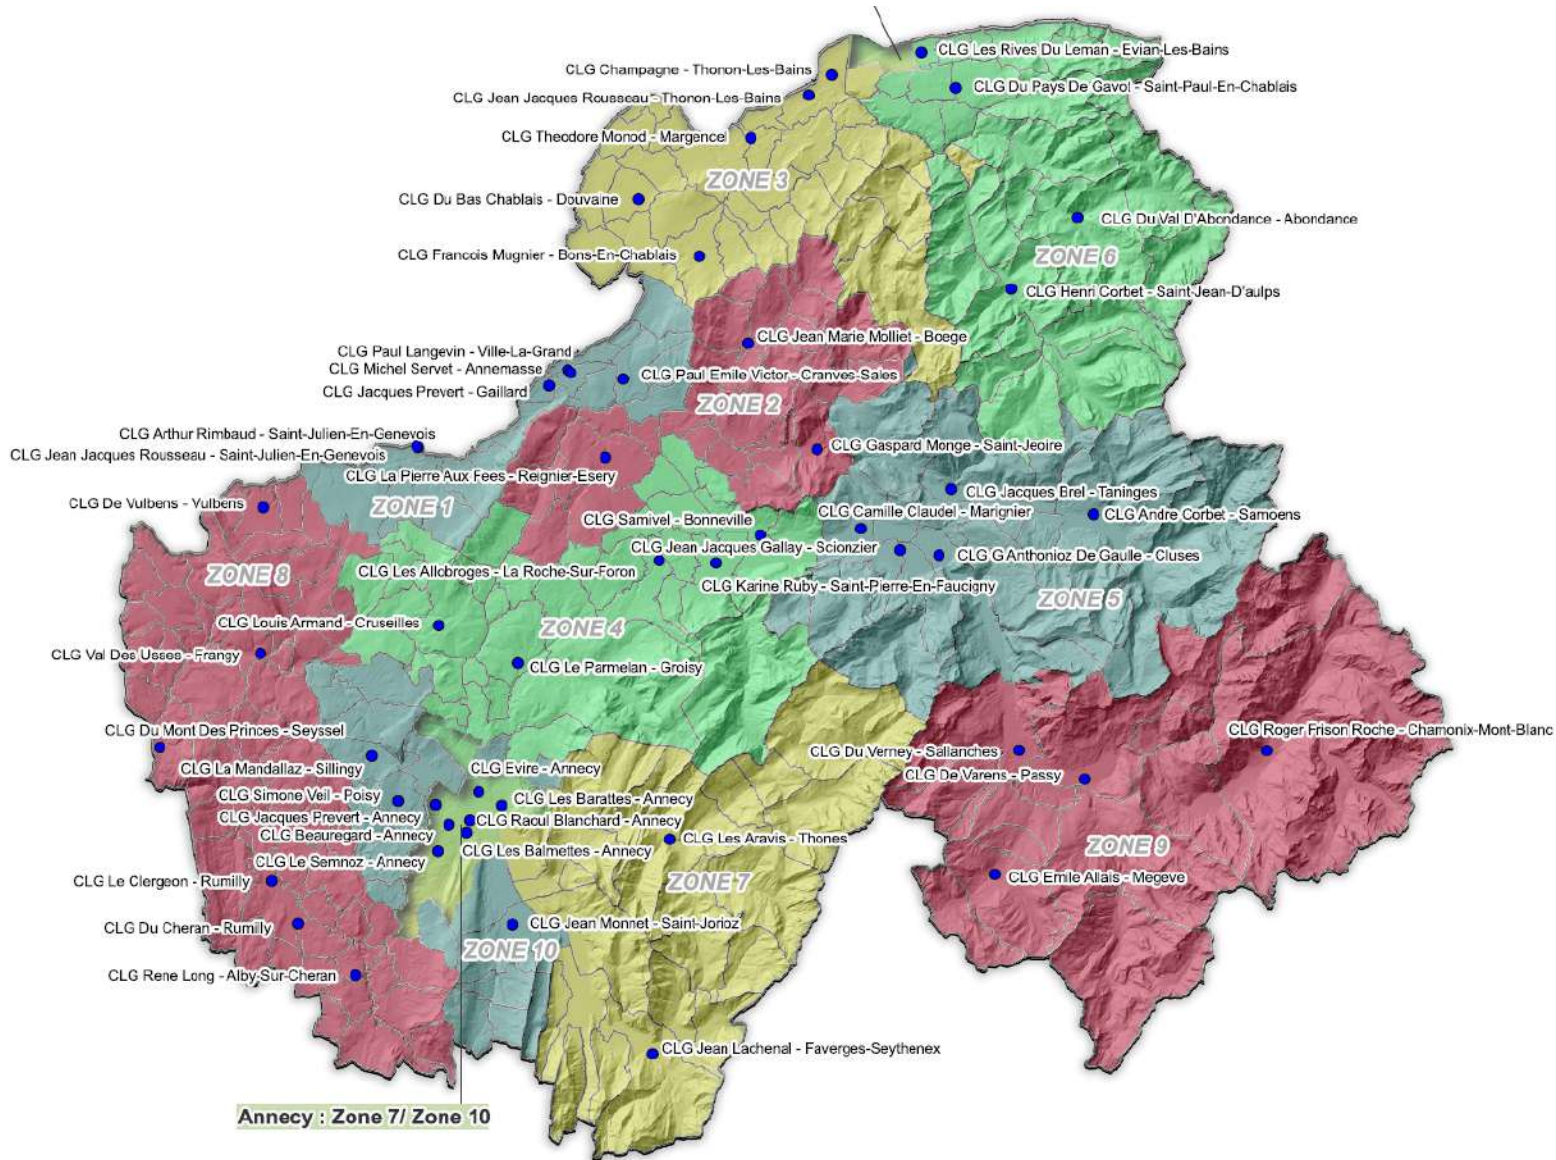 CLG Les Rives Du Leman - Evian-Les-Bains
CLG Champagne - Thonon-Les-Bains
CLG Du Pays De Gavot - Saint-Paul-En-Chablais
CLG Jean Jacques Rousseau - Thonon-Les-Bains
CLG Theodore Monod - Margencel
ZONE 3
CLG Du Bas Chablais - Douvaine
CLG Du Val D'Abondance - Abondance
CLG Francois Mugnier - Bons-En-Chablais
ZONE 6
CLG Henri Corbet - Saint-Jean-D'aulps
CLG Jean Marie Molliet - Boege
CLG Paul Langevin - Ville-La-Grand
CLG Michel Servet - Annemasse
CLG Paul Emile Victor - Cranves-Sales
CLG Jacques Prevert - Gaillard
ZONE 2
CLG Arthur Rimbaud - Saint-Julien-En-Genevois
CLG Gaspard Monge - Saint-Jeoire
CLG Jean Jacques Rousseau - Saint-Julien-En-Genevois
CLG La Pierre Aux Fees - Reignier-Esery
CLG Jacques Brel - Taninges
CLG De Vulbens - Vulbens
ZONE 1
CLG Camille Claudel - Marignier
CLG Andre Corbet - Samoens
CLG Samivel - Bonneville
CLG Jean Jacques Gallay - Scionzier
CLG G Anthonioz De Gaulle - Cluses
CLG Les Allobroges - La Roche-Sur-Foron
ZONE 8
CLG Karine Ruby - Saint-Pierre-En-Faucigny
ZONE 5
CLG Louis Armand - Cruseilles
ZONE 4
CLG Val Des Usses - Frangy
CLG Le Parmelan - Groisy
CLG Du Mont Des Princes - Seyssel
CLG Roger Frison Roche - Chamonix-Mont-Blanc
CLG Du Verney - Sallanches
CLG La Mandallaz - Sillingy
CLG Evire - Annecy
CLG De Varens - Passy
CLG Simone Veil - Poisy
CLG Les Barattes - Annecy
CLG Jacques Prevert - Annecy
CLG Raoul Blanchard - Annecy
CLG Beauregard - Annecy
CLG Les Aravis - Thones
CLG Les Balmettes - Annecy
ZONE 9
CLG Le Semnoz - Annecy
CLG Emile Allais - Megeve
CLG Le Clergeon - Rumilly
ZONE 7
CLG Du Cheran - Rumilly
CLG Jean Monnet - Saint-Jorioz
ZONE 10
CLG Rene Long - Alby-Sur-Cheran
CLG Jean Lachenal - Faverges-Seythenex
Annecy : Zone 7/ Zone 10